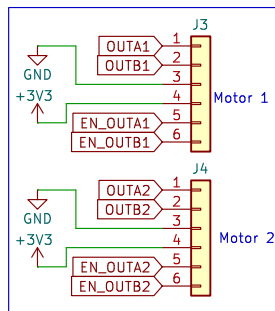 J3
OUTA1 1
OUTB1 2
GND 3
+3V3 4
Motor 1
EN_OUTA1 5
EN_OUTB1 6
J4
OUTA2 1
OUTB2 2
GND 3
+3V3 4
Motor 2
EN_OUTA2 5
EN_OUTB2 6